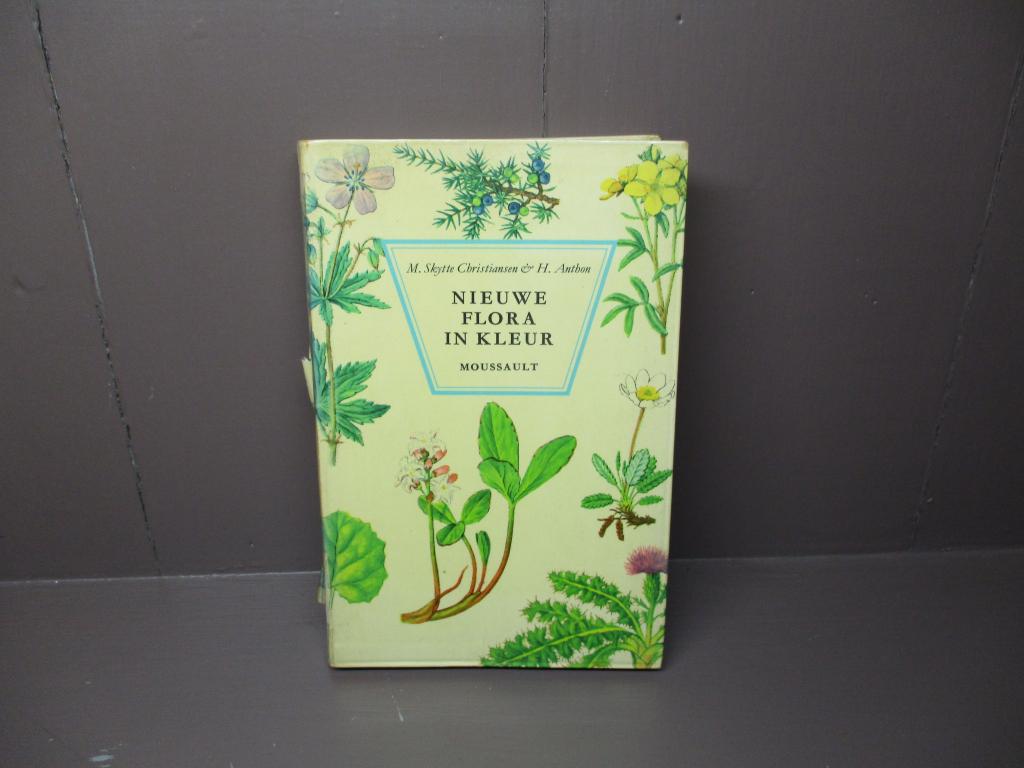 M. Skytte Christiansen & H. Anthon
NIEUWE
FLORA
IN KLEUR
MOUSSAULT